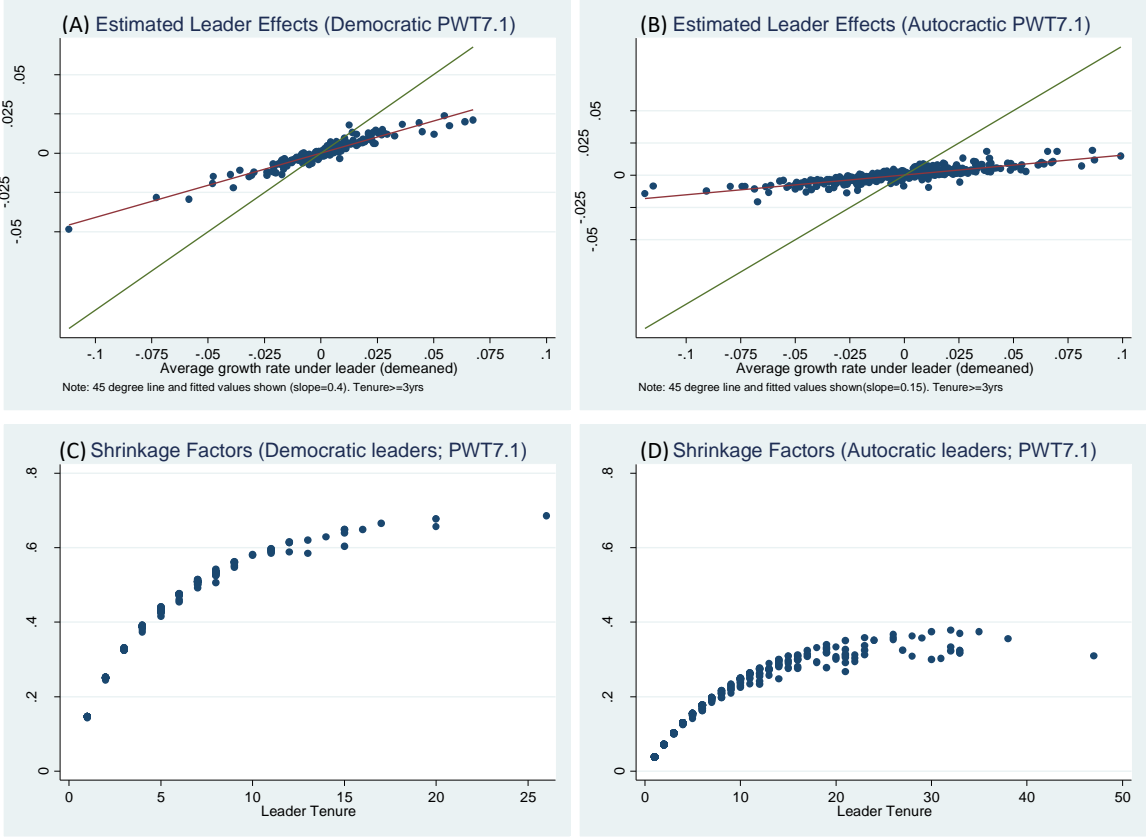 (A) Estimated Leader Effects (Democratic PWT7.1)
.05
.025
0
-.025
-.05
-.1 -.075 -.05 -.025 0 .025 .05 .075 .1
Average growth rate under leader (demeaned)
Note: 45 degree line and fitted values shown (slope=0.4). Tenure>=3yrs
(B) Estimated Leader Effects (Autocractic PWT7.1)
.05
.025
0
-.025
-.05
-.1 -.075 -.05 -.025 0 .025 .05 .075 .1
Average growth rate under leader (demeaned)
Note: 45 degree line and fitted values shown(slope=0.15). Tenure>=3yrs
(C) Shrinkage Factors (Democratic leaders; PWT7.1)
.8
.6
.4
.2
0
0 5 10 15 20 25
Leader Tenure
(D) Shrinkage Factors (Autocratic leaders; PWT7.1)
.8
.6
.4
.2
0
0 10 20 30 40 50
Leader Tenure